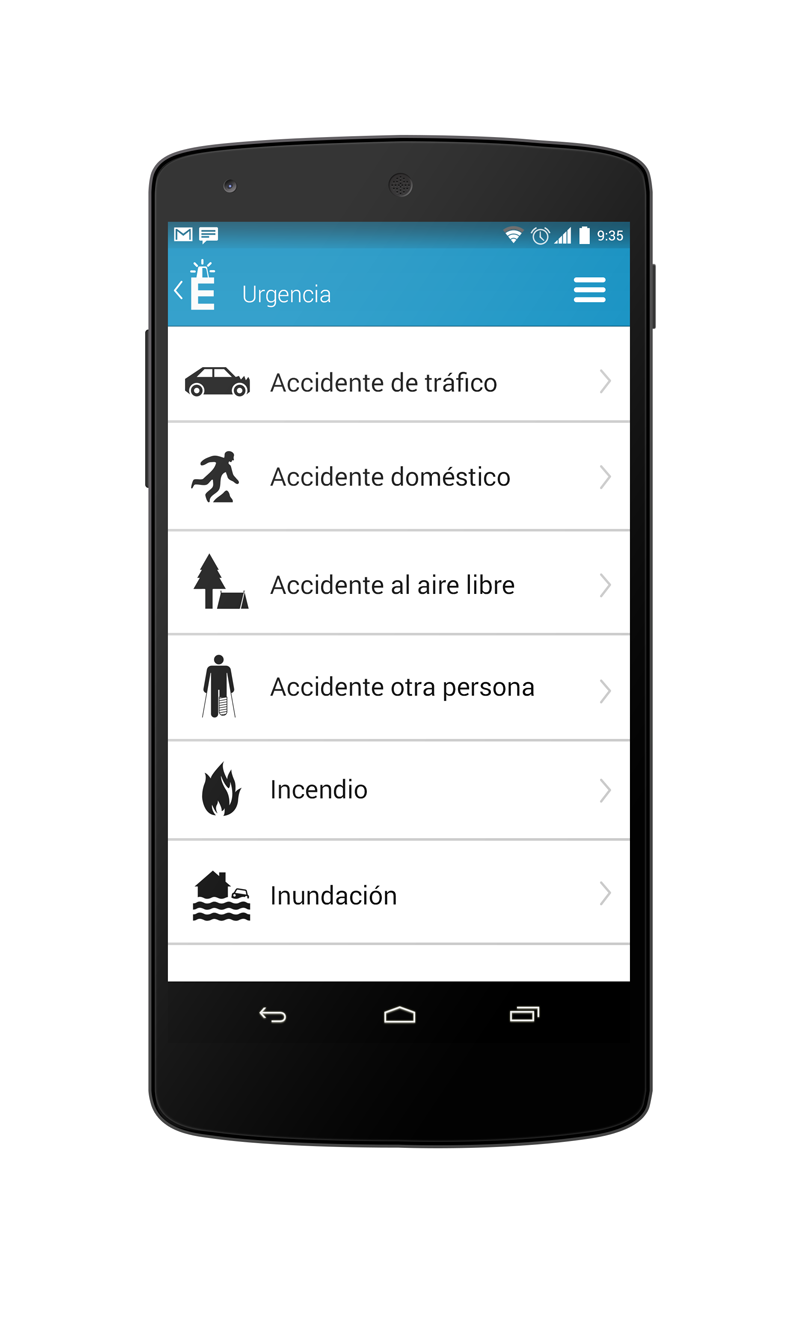 9:35
E
Urgencia
Accidente de tráfico
Accidente doméstico
Accidente al aire libre
Accidente otra persona
Incendio
Inundación